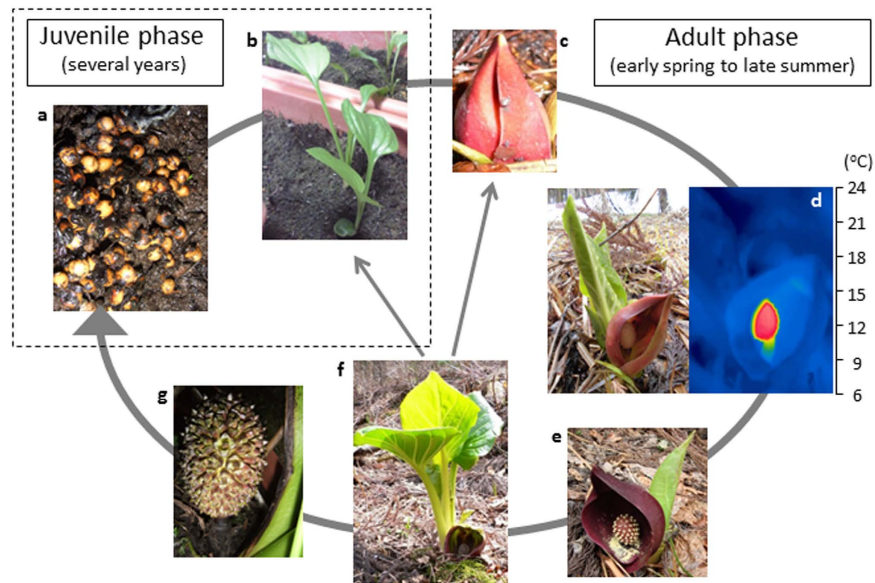 Juvenile phase
(several years)
Adult phase
(early spring to late summer)
a
b
c
d
(°C)
24
21
18
15
12
9
6
e
f
g